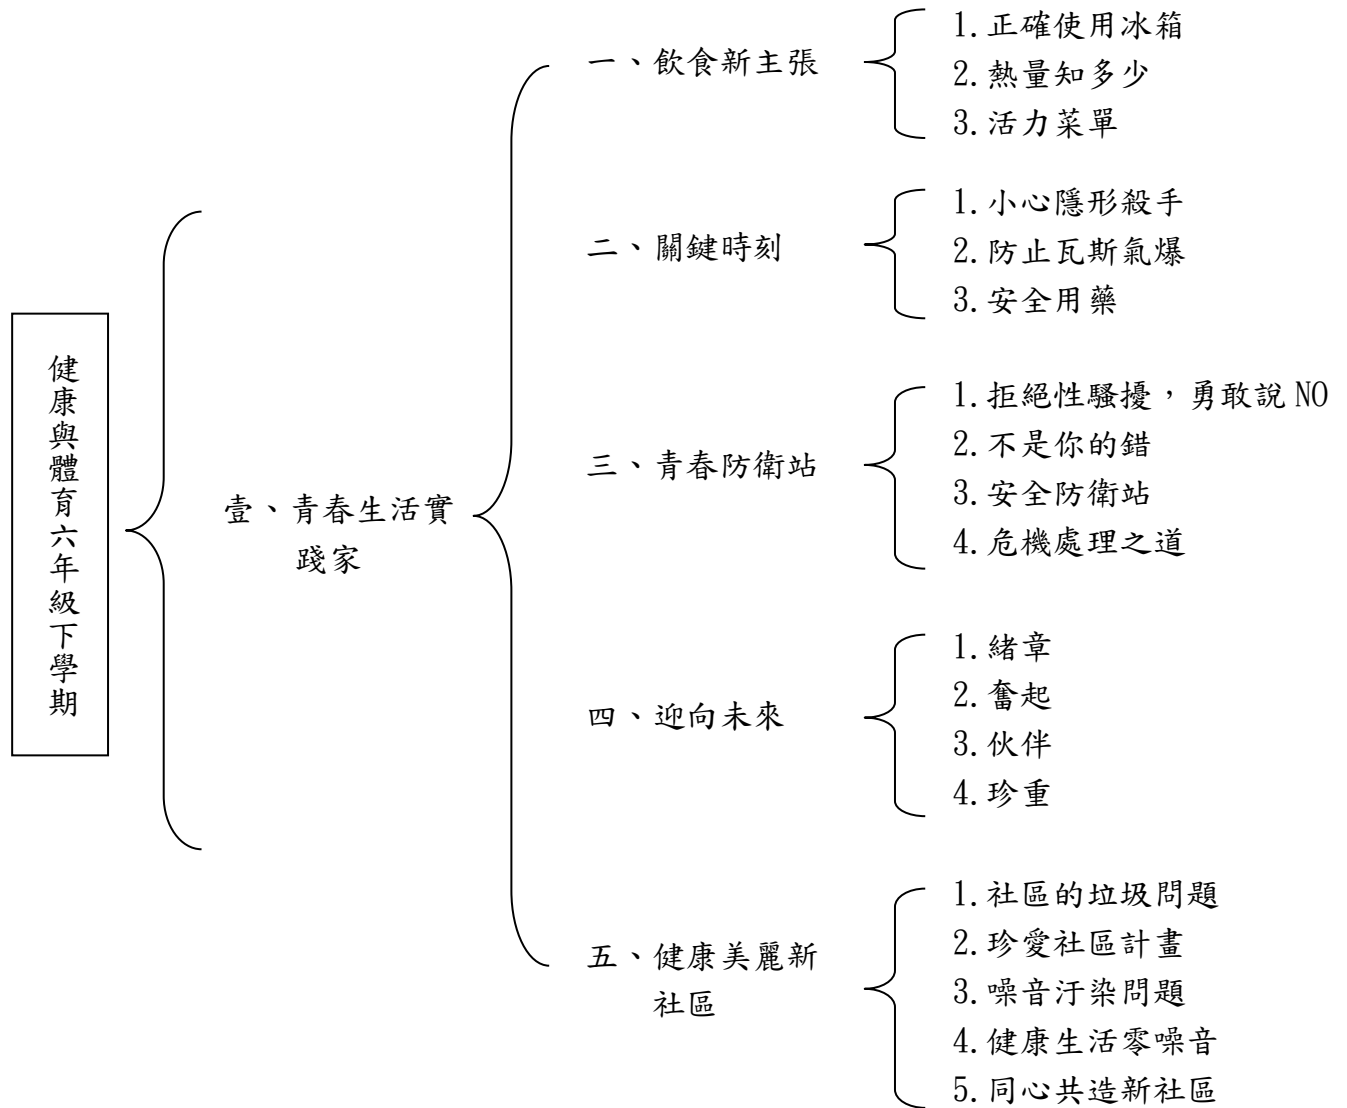 健康與體育六年級下學期
壹、青春生活實
踐家
一、飲食新主張
1.正確使用冰箱
2.熱量知多少
3.活力菜單
二、關鍵時刻
1.小心隱形殺手
2.防止瓦斯氣爆
3.安全用藥
三、青春防衛站
1.拒絕性騷擾，勇敢說 NO
2.不是你的錯
3.安全防衛站
4.危機處理之道
四、迎向未來
1.緒章
2.奮起
3.伙伴
4.珍重
五、健康美麗新
社區
1.社區的垃圾問題
2.珍愛社區計畫
3.噪音汙染問題
4.健康生活零噪音
5.同心共造新社區